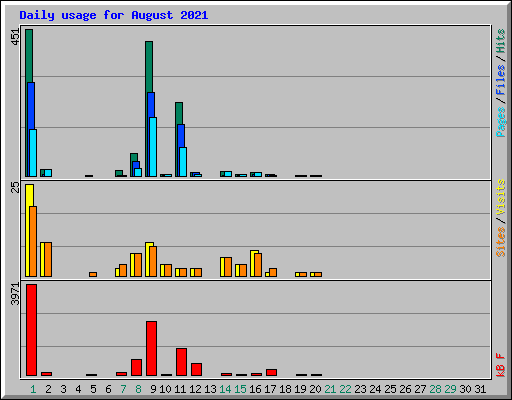 Daily usage for August 2021
451
Pages / Files / Hits
25
Sites / Visits
3971
kB F
1 2 3 4 5 6 7 8 9 10 11 12 13 14 15 16 17 18 19 20 21 22 23 24 25 26 27 28 29 30 31